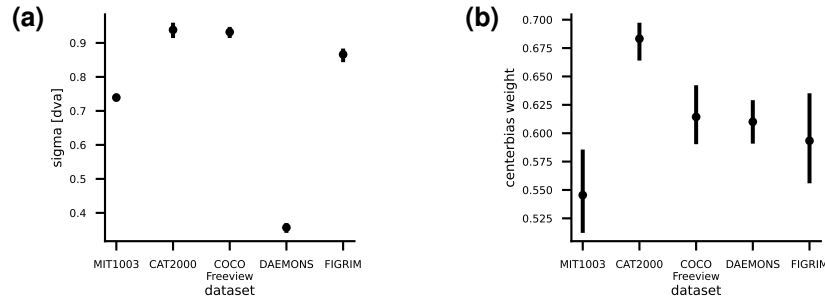 (a)
0.9
0.8
0.7
0.6
0.5
0.4
sigma [dva]
MIT1003 CAT2000 COCO DAEMONS FIGRIM
Freeview
dataset
(b)
0.700
0.675
0.650
0.625
0.600
0.575
0.550
0.525
centerbias weight
MIT1003 CAT2000 COCO DAEMONS FIGRIM
Freeview
dataset